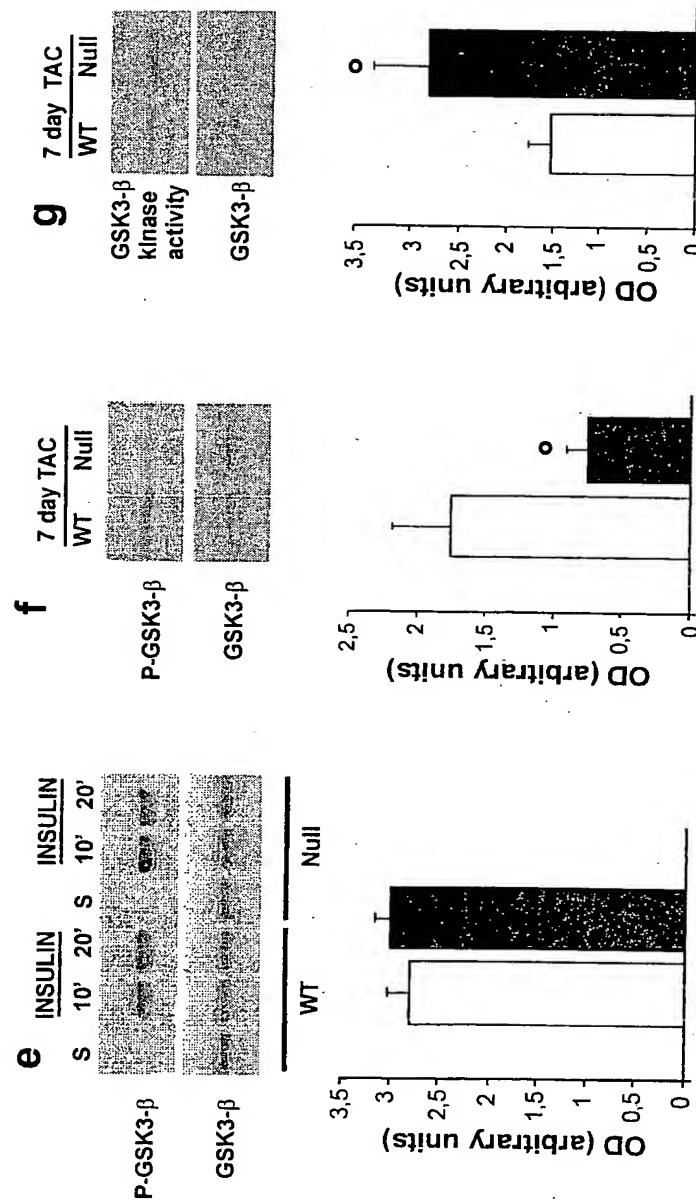 e
INSULIN INSULIN
S 10' 20' S 10' 20'
P-GSK3-β
GSK3-β
WT Null
3,5
3
2,5
2
1,5
1
0,5
0
OD (arbitrary units)
f
7 day TAC
WT Null
P-GSK3-β
GSK3-β
2,5
2
1,5
1
0,5
0
OD (arbitrary units)
g
7 day TAC
WT Null
GSK3-β
kinase
activity
GSK3-β
3,5
3
2,5
2
1,5
1
0,5
0
OD (arbitrary units)